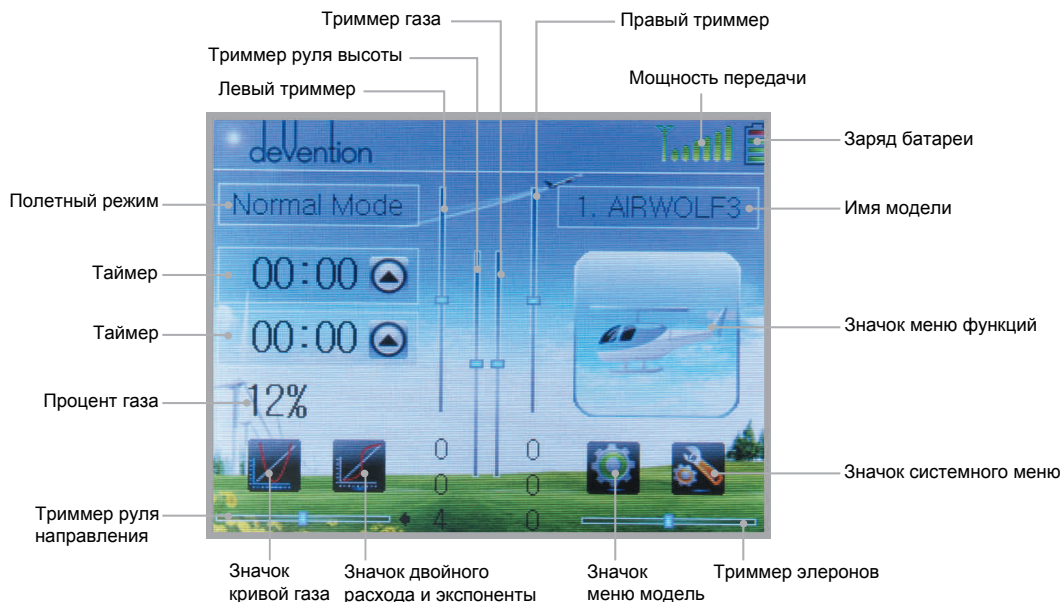 Триммер газа
Правый триммер
Триммер руля высоты
Мощность передачи
Левый триммер
Заряд батареи
deVention
Полетный режим
Normal Mode
1. AIRWOLF3
Имя модели
Таймер
00:00
Таймер
00:00
Значок меню функций
Процент газа
12%
0 0
Значок системного меню
0 0
Триммер руля
направления
4 0
Значок
кривой газа
Значок двойного
расхода и экспоненты
Значок
меню модель
Триммер элеронов